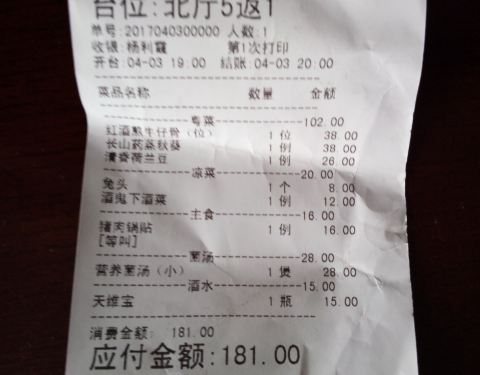 台位:北厅5返1
单号:2017040300000 人数:1
收银:杨利霞 第1次打印
开台:04-03 19:00 结账:04-03 20:00
菜品名称 数量 金额
粤菜 102.00
红酒熬牛仔骨（位） 1 位 38.00
长山药蒸秋葵 1 例 38.00
清香荷兰豆 1 例 26.00
凉菜 20.00
兔头 1 个 8.00
酒鬼下酒菜 1 例 12.00
主食 16.00
猪肉锅贴 1 例 16.00
[等叫]
菌汤 28.00
营养菌汤（小） 1 煲 28.00
酒水 15.00
天维宝 1 瓶 15.00
消费金额: 181.00
应付金额:181.00